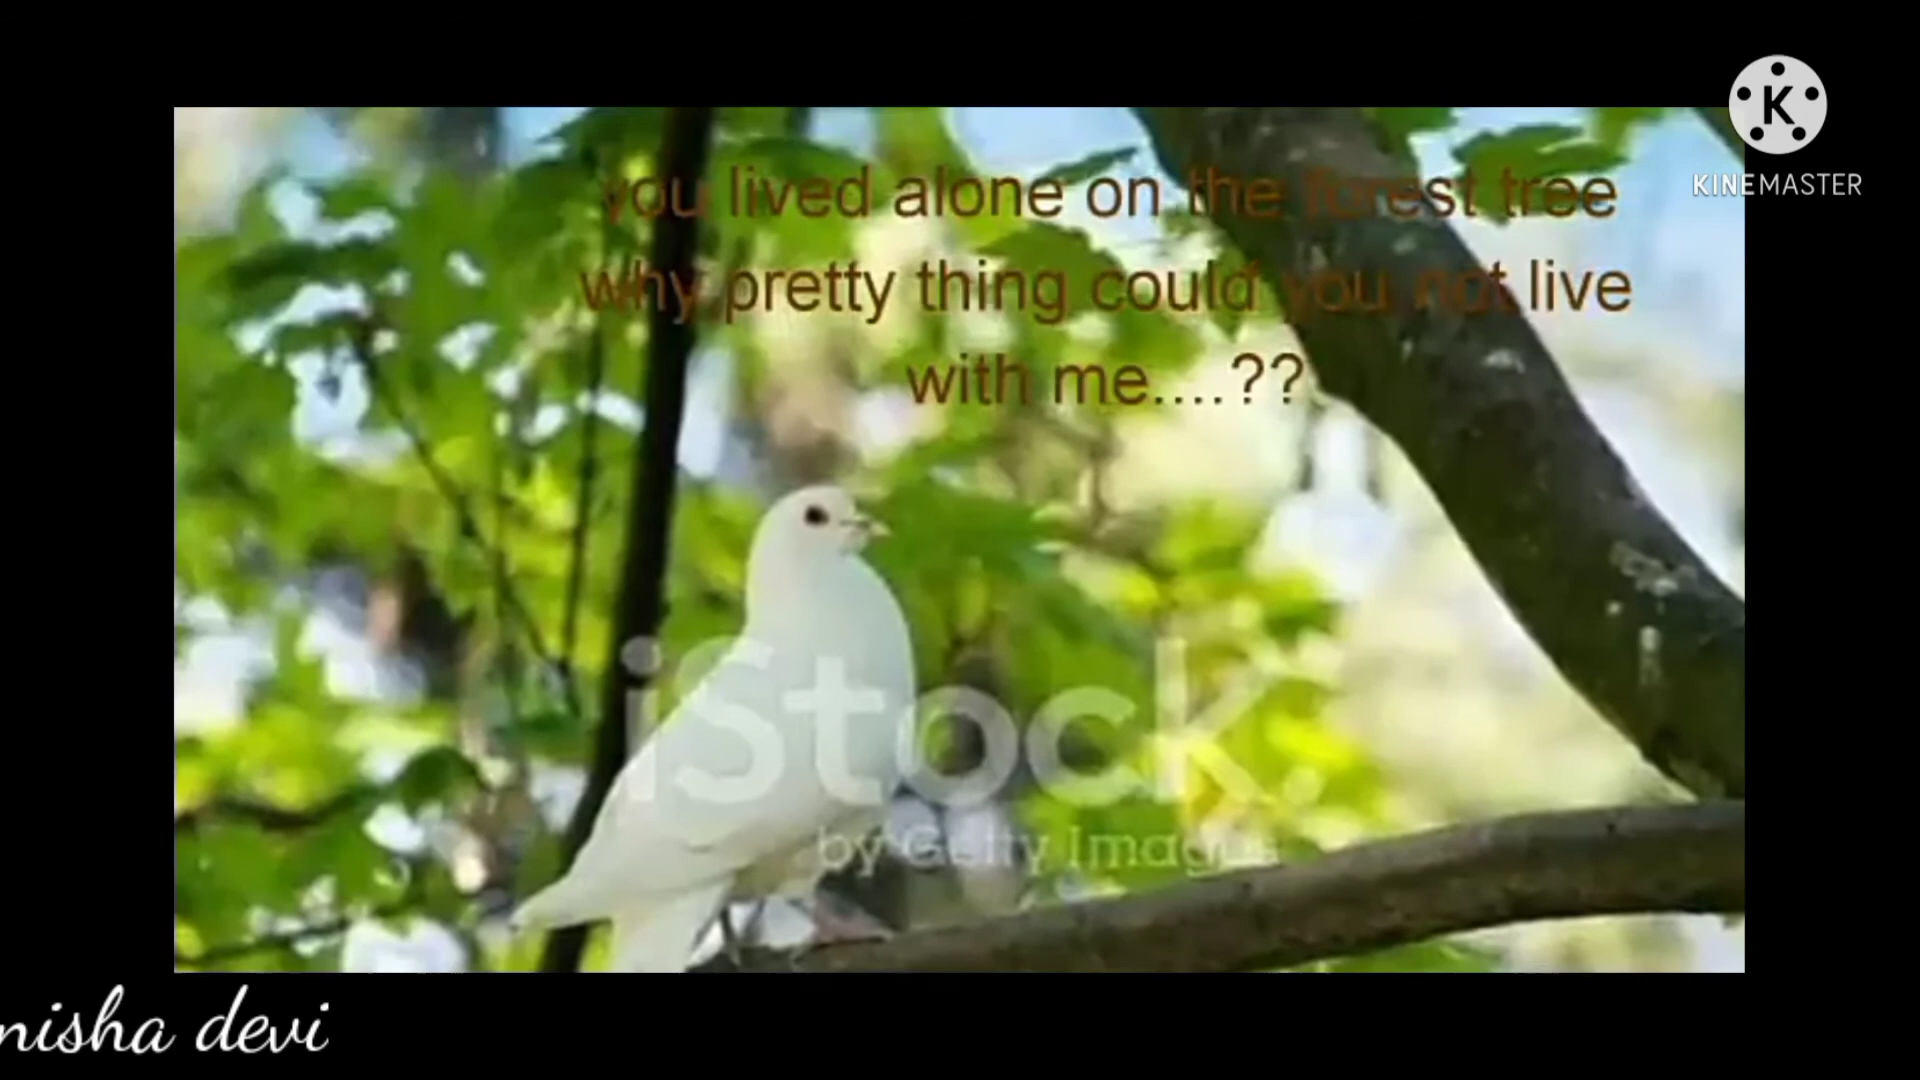 KINEMASTER
you lived alone on the forest tree
why pretty thing could you not live
with me....??
iStock
by Getty Images
nisha devi